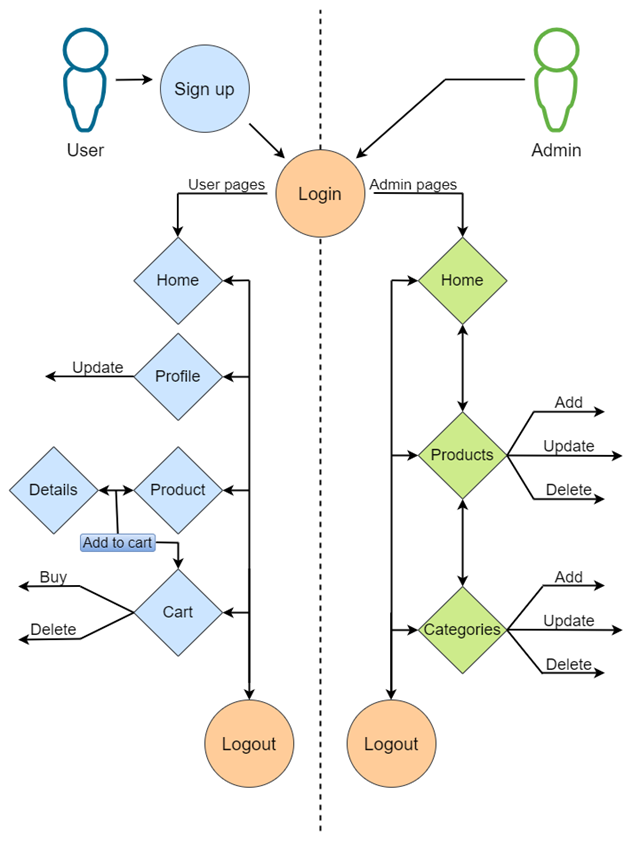 Sign up
User
Admin
Login
User pages
Admin pages
Home
Home
Update
Profile
Add
Products
Update
Delete
Details
Product
Add to cart
Buy
Cart
Delete
Add
Categories
Update
Delete
Logout
Logout